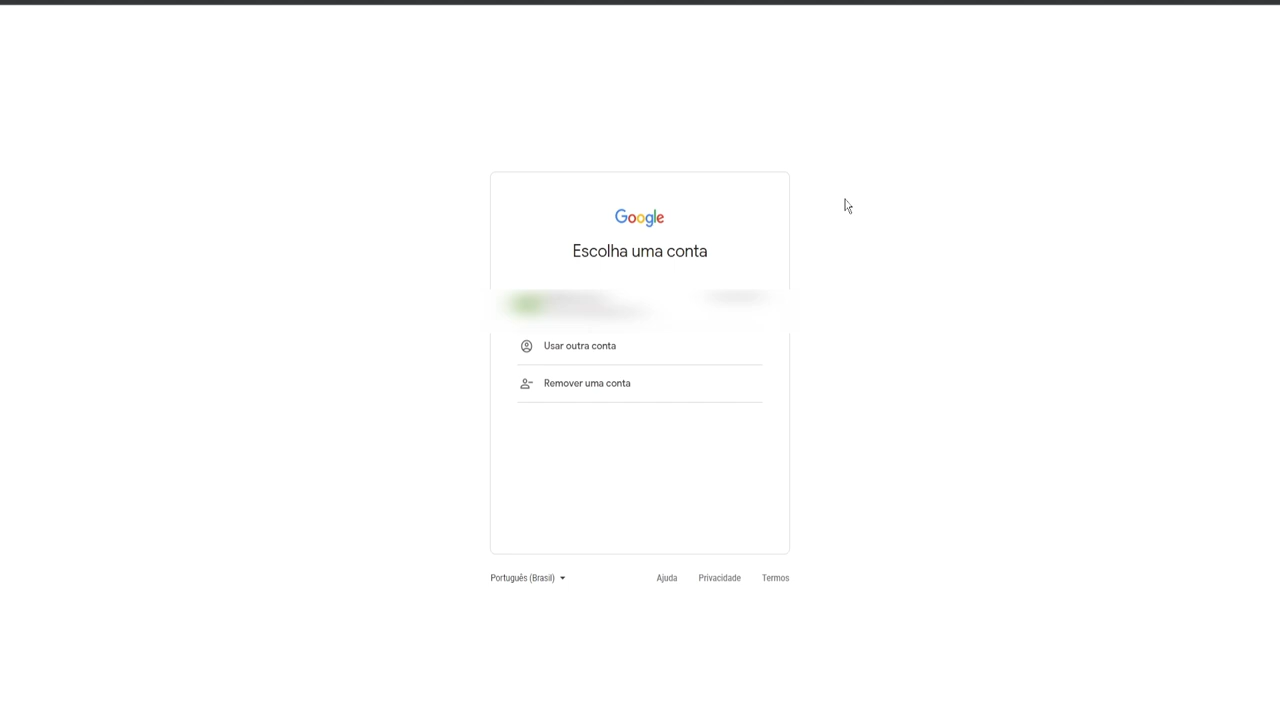 Google
Escolha uma conta
Usar outra conta
Remover uma conta
Português (Brasil)
Ajuda
Privacidade
Termos